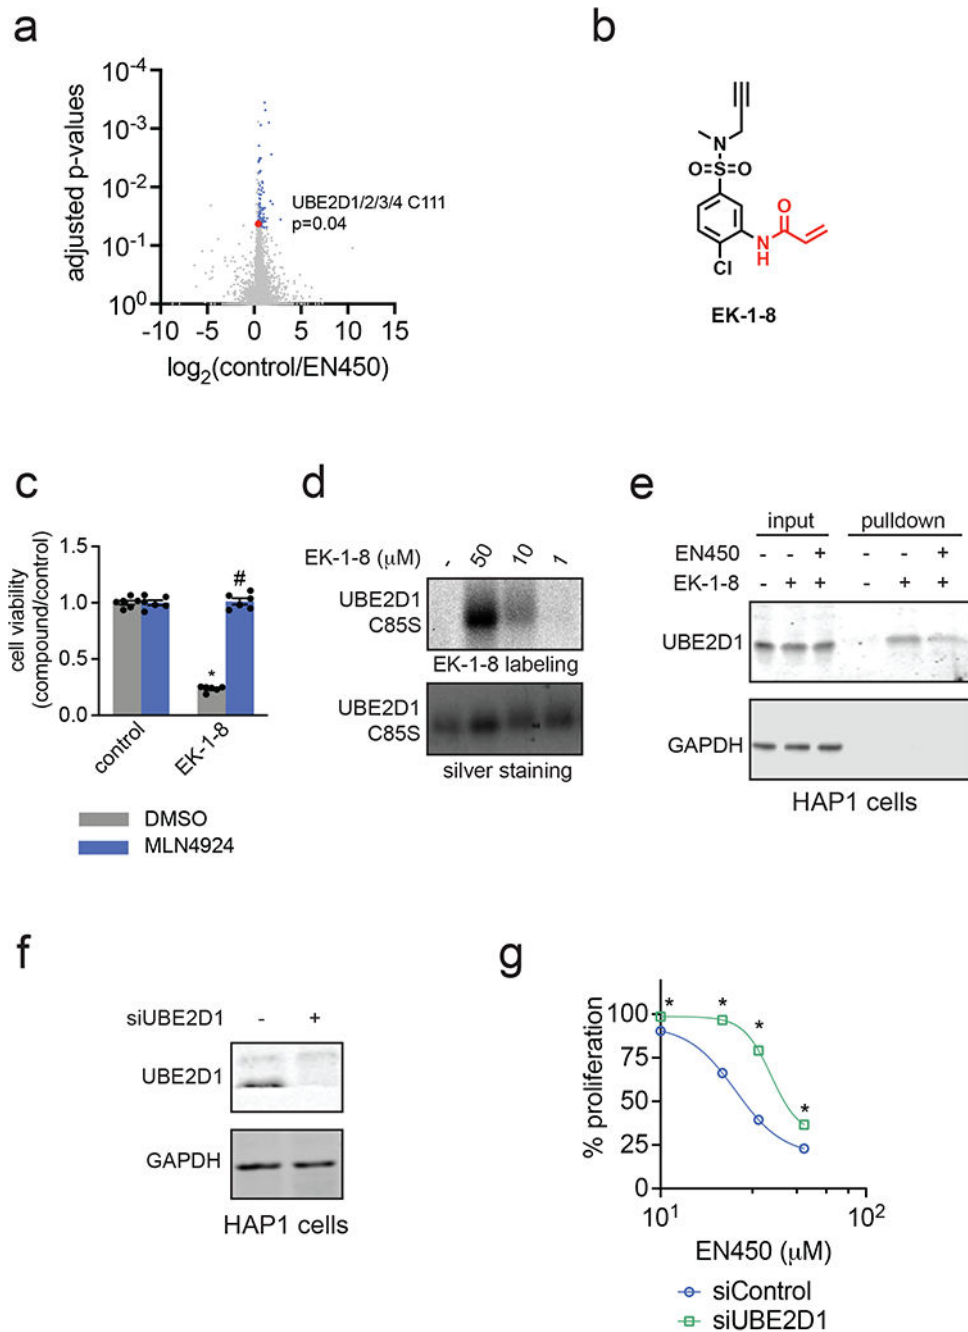 a
10⁻⁴
10⁻³
10⁻²
10⁻¹
10⁰
adjusted p-values
UBE2D1/2/3/4 C111
p=0.04
-10 -5 0 5 10 15
log₂(control/EN450)
b
N
O=S=O
O
N
H
Cl
EK-1-8
c
1.5
1.0
0.5
0.0
cell viability
(compound/control)
*
#
control
EK-1-8
DMSO
MLN4924
d
EK-1-8 (μM) - 50 10 1
UBE2D1
C85S
EK-1-8 labeling
UBE2D1
C85S
silver staining
e
input pulldown
EN450 - - + - - +
EK-1-8 - + + - + +
UBE2D1
GAPDH
HAP1 cells
f
siUBE2D1 - +
UBE2D1
GAPDH
HAP1 cells
g
100
75
50
25
0
% proliferation
* * * *
10¹ 10²
EN450 (μM)
siControl
siUBE2D1